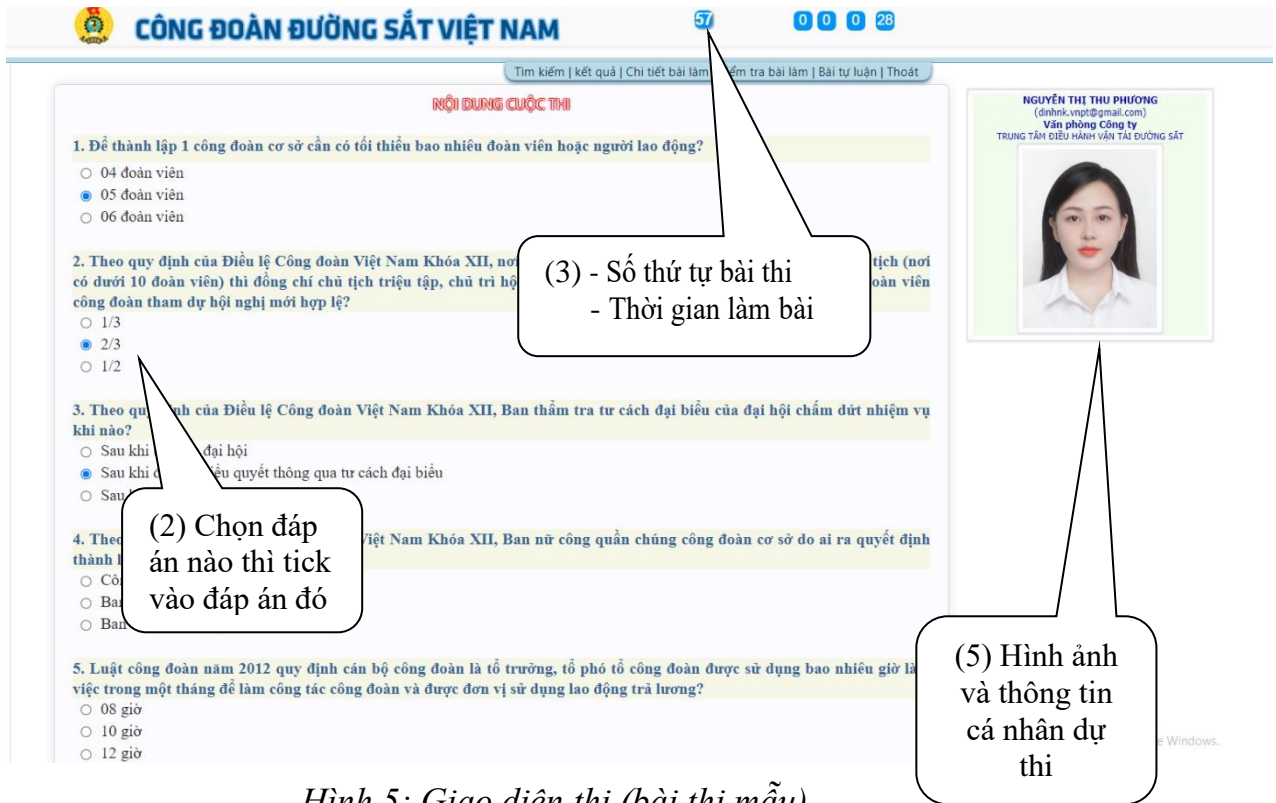 CÔNG ĐOÀN ĐƯỜNG SẮT VIỆT NAM
57
0 0 0 28
Tìm kiếm | kết quả | Chi tiết bài làm tra bài làm | Bài tự luận | Thoát
NỘI DUNG CUỘC THI
1. Để thành lập 1 công đoàn cơ sở cần có tối thiểu bao nhiêu đoàn viên hoặc người lao động?
04 đoàn viên
05 đoàn viên
06 đoàn viên
2. Theo quy định của Điều lệ Công đoàn Việt Nam Khóa XII, tịch (nơi
có dưới 10 đoàn viên) thì đồng chí chủ tịch triệu tập, chủ trì viên
công đoàn tham dự hội nghị mới hợp lệ?
1/3
2/3
1/2
3. Theo của Điều lệ Công đoàn Việt Nam Khóa XII, Ban thẩm tra tư cách đại biểu của đại hội chấm dứt nhiệm vụ
khi nào?
Sau khi đại hội
Sau khi quyết thông qua tư cách đại biểu
Sau
4. Việt Nam Khóa XII, Ban nữ công quần chúng công đoàn cơ sở do ai ra quyết định
thành
Ban
Ban
5. Luật công đoàn năm 2012 quy định cán bộ công đoàn là tổ trưởng, tổ phó tổ công đoàn được sử dụng bao nhiêu giờ
việc trong một tháng để làm công tác công đoàn và được đơn vị sử dụng lao động trả lương?
08 giờ
10 giờ
12 giờ
NGUYỄN THỊ THU PHƯƠNG
(dinhnk.vnpt@gmail.com)
Văn phòng Công ty
TRUNG TÂM ĐIỀU HÀNH VẬN TẢI ĐƯỜNG SẮT
(3) - Số thứ tự bài thi
- Thời gian làm bài
(2) Chọn đáp
án nào thì tick
vào đáp án đó
(5) Hình ảnh
và thông tin
cá nhân dự
thi
Windows.
Hình 5: Giao diện thi (bài thi mẫu)